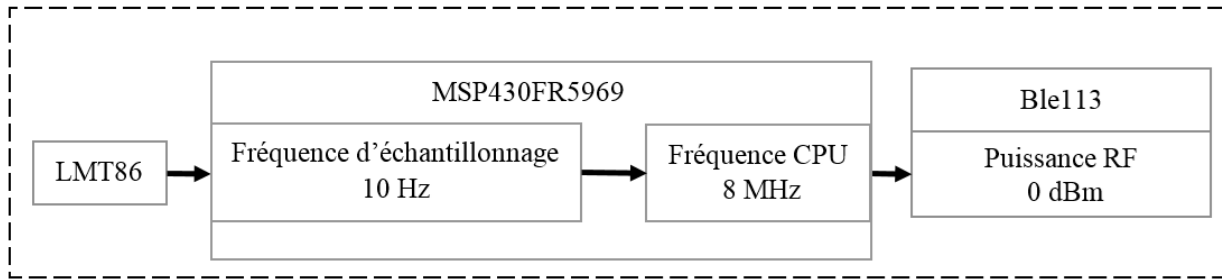 LMT86
MSP430FR5969
Fréquence d’échantillonnage
10 Hz
Fréquence CPU
8 MHz
Ble113
Puissance RF
0 dBm